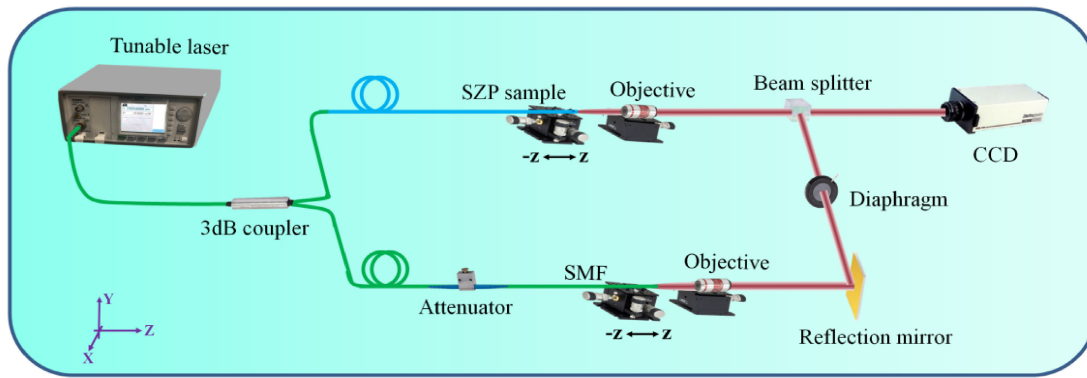 Tunable laser
SZP sample
Objective
Beam splitter
-z z
CCD
Diaphragm
3dB coupler
SMF
Objective
Attenuator
-z z
Reflection mirror
Y
Z
X